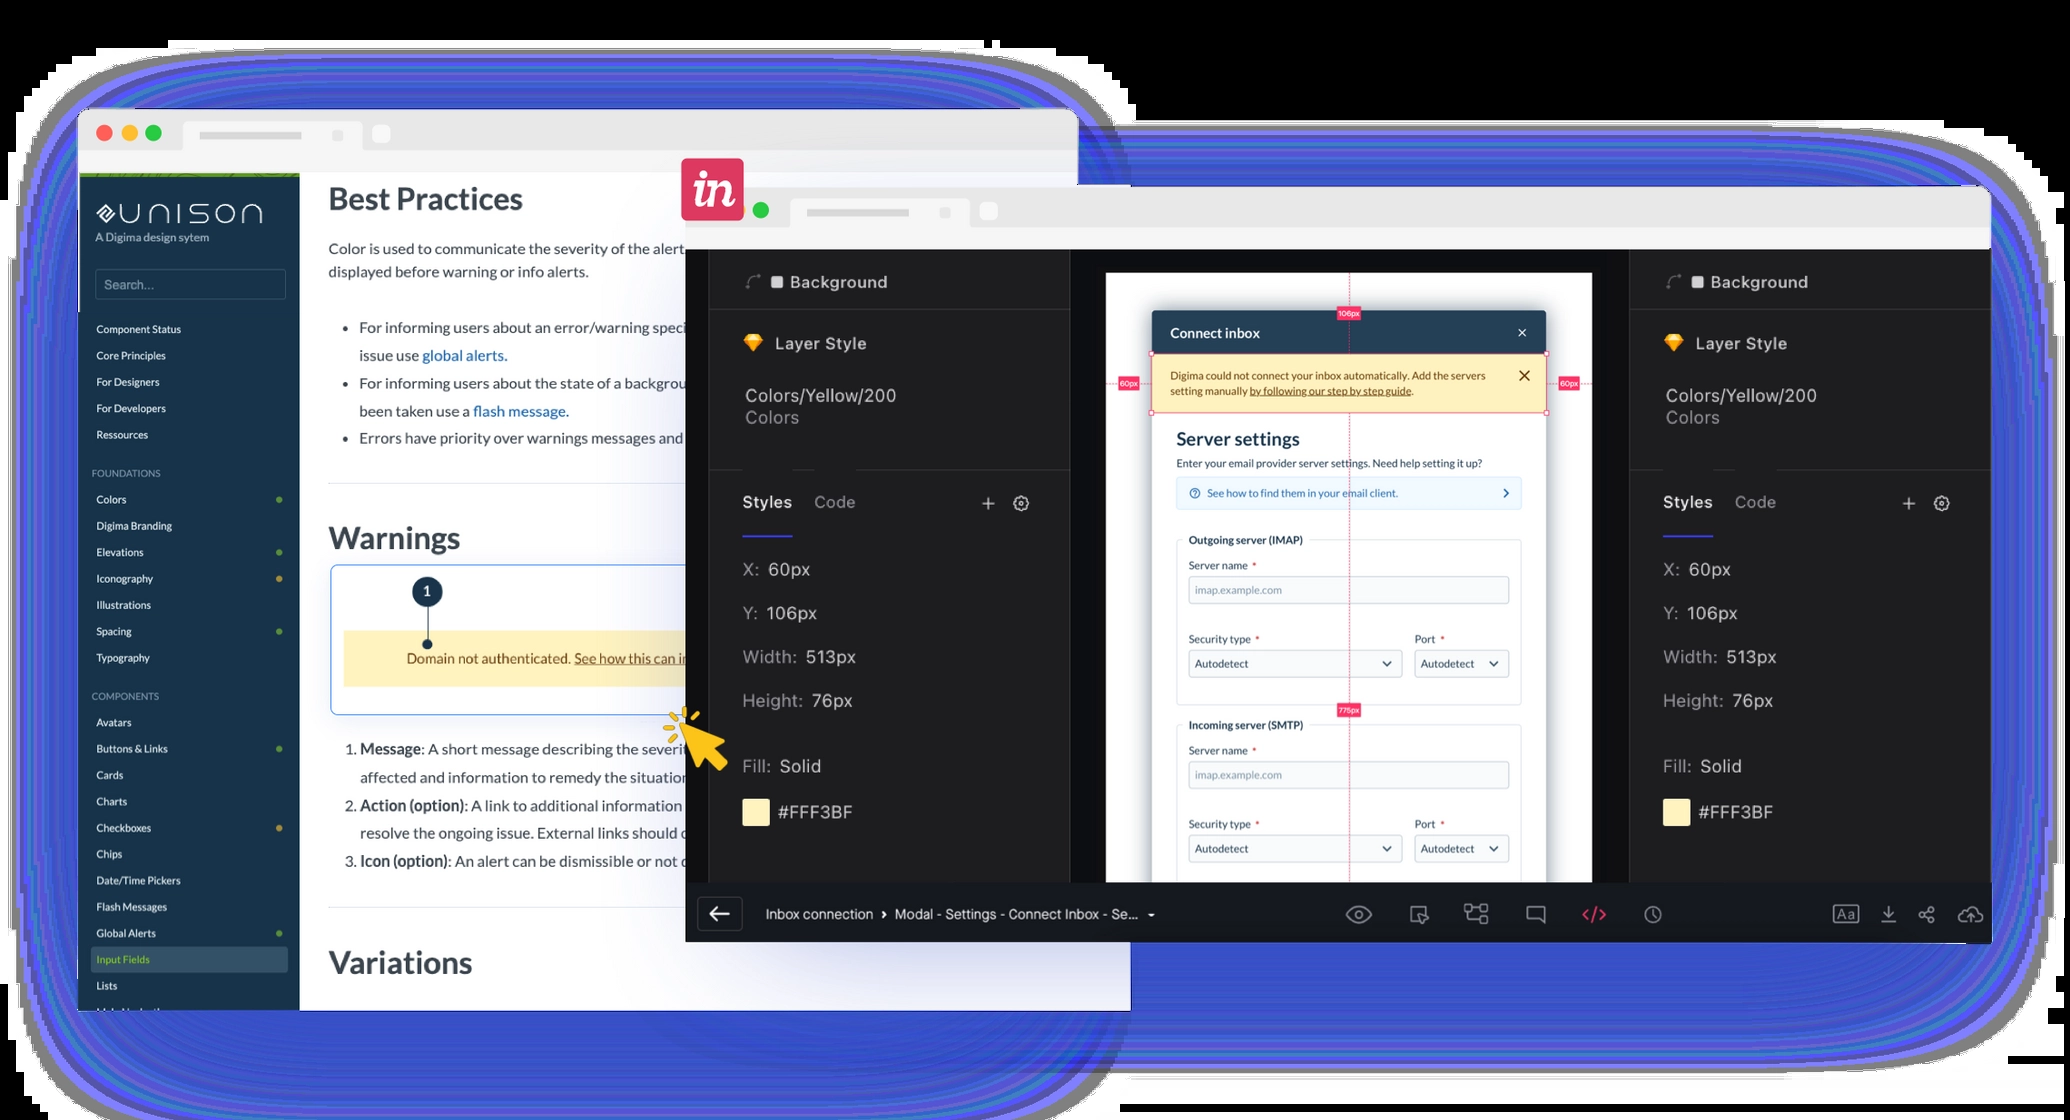 UNISON
A Digima design sytem
Search...
Component Status
Core Principles
For Designers
For Developers
Ressources
FOUNDATIONS
Colors
Digima Branding
Elevations
Iconography
Illustrations
Spacing
Typography
COMPONENTS
Avatars
Buttons & Links
Cards
Charts
Checkboxes
Chips
Date/Time Pickers
Flash Messages
Global Alerts
Input Fields
Lists
Best Practices
Color is used to communicate the severity of the alert
displayed before warning or info alerts.
• For informing users about an error/warning speci
issue use global alerts.
• For informing users about the state of a backgrou
been taken use a flash message.
• Errors have priority over warnings messages and
Warnings
1
Domain not authenticated. See how this can i
1. Message: A short message describing the severi
affected and information to remedy the situation
2. Action (option): A link to additional information
resolve the ongoing issue. External links should
3. Icon (option): An alert can be dismissible or not
Variations
in
Background
Layer Style
Colors/Yellow/200
Colors
Styles Code
X: 60px
Y: 106px
Width: 513px
Height: 76px
Fill: Solid
#FFF3BF
106px
Connect inbox
60px
Digima could not connect your inbox automatically. Add the servers
setting manually by following our step by step guide.
60px
Server settings
Enter your email provider server settings. Need help setting it up?
See how to find them in your email client.
Outgoing server (IMAP)
Server name *
imap.example.com
Security type * Port *
Autodetect Autodetect
775px
Incoming server (SMTP)
Server name *
imap.example.com
Security type * Port *
Autodetect Autodetect
Background
Layer Style
Colors/Yellow/200
Colors
Styles Code
X: 60px
Y: 106px
Width: 513px
Height: 76px
Fill: Solid
#FFF3BF
Inbox connection › Modal - Settings - Connect Inbox - Se...
</> Aa